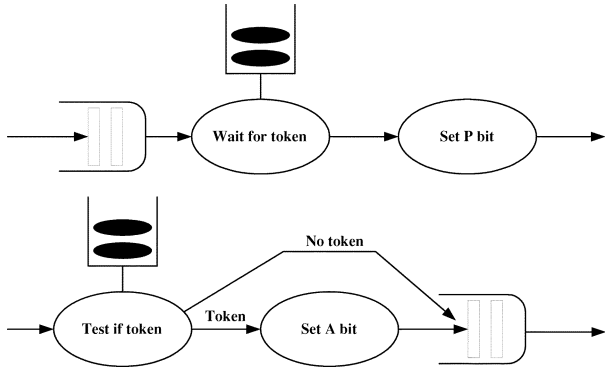 Wait for token
Set P bit
No token
Test if token
Token
Set A bit